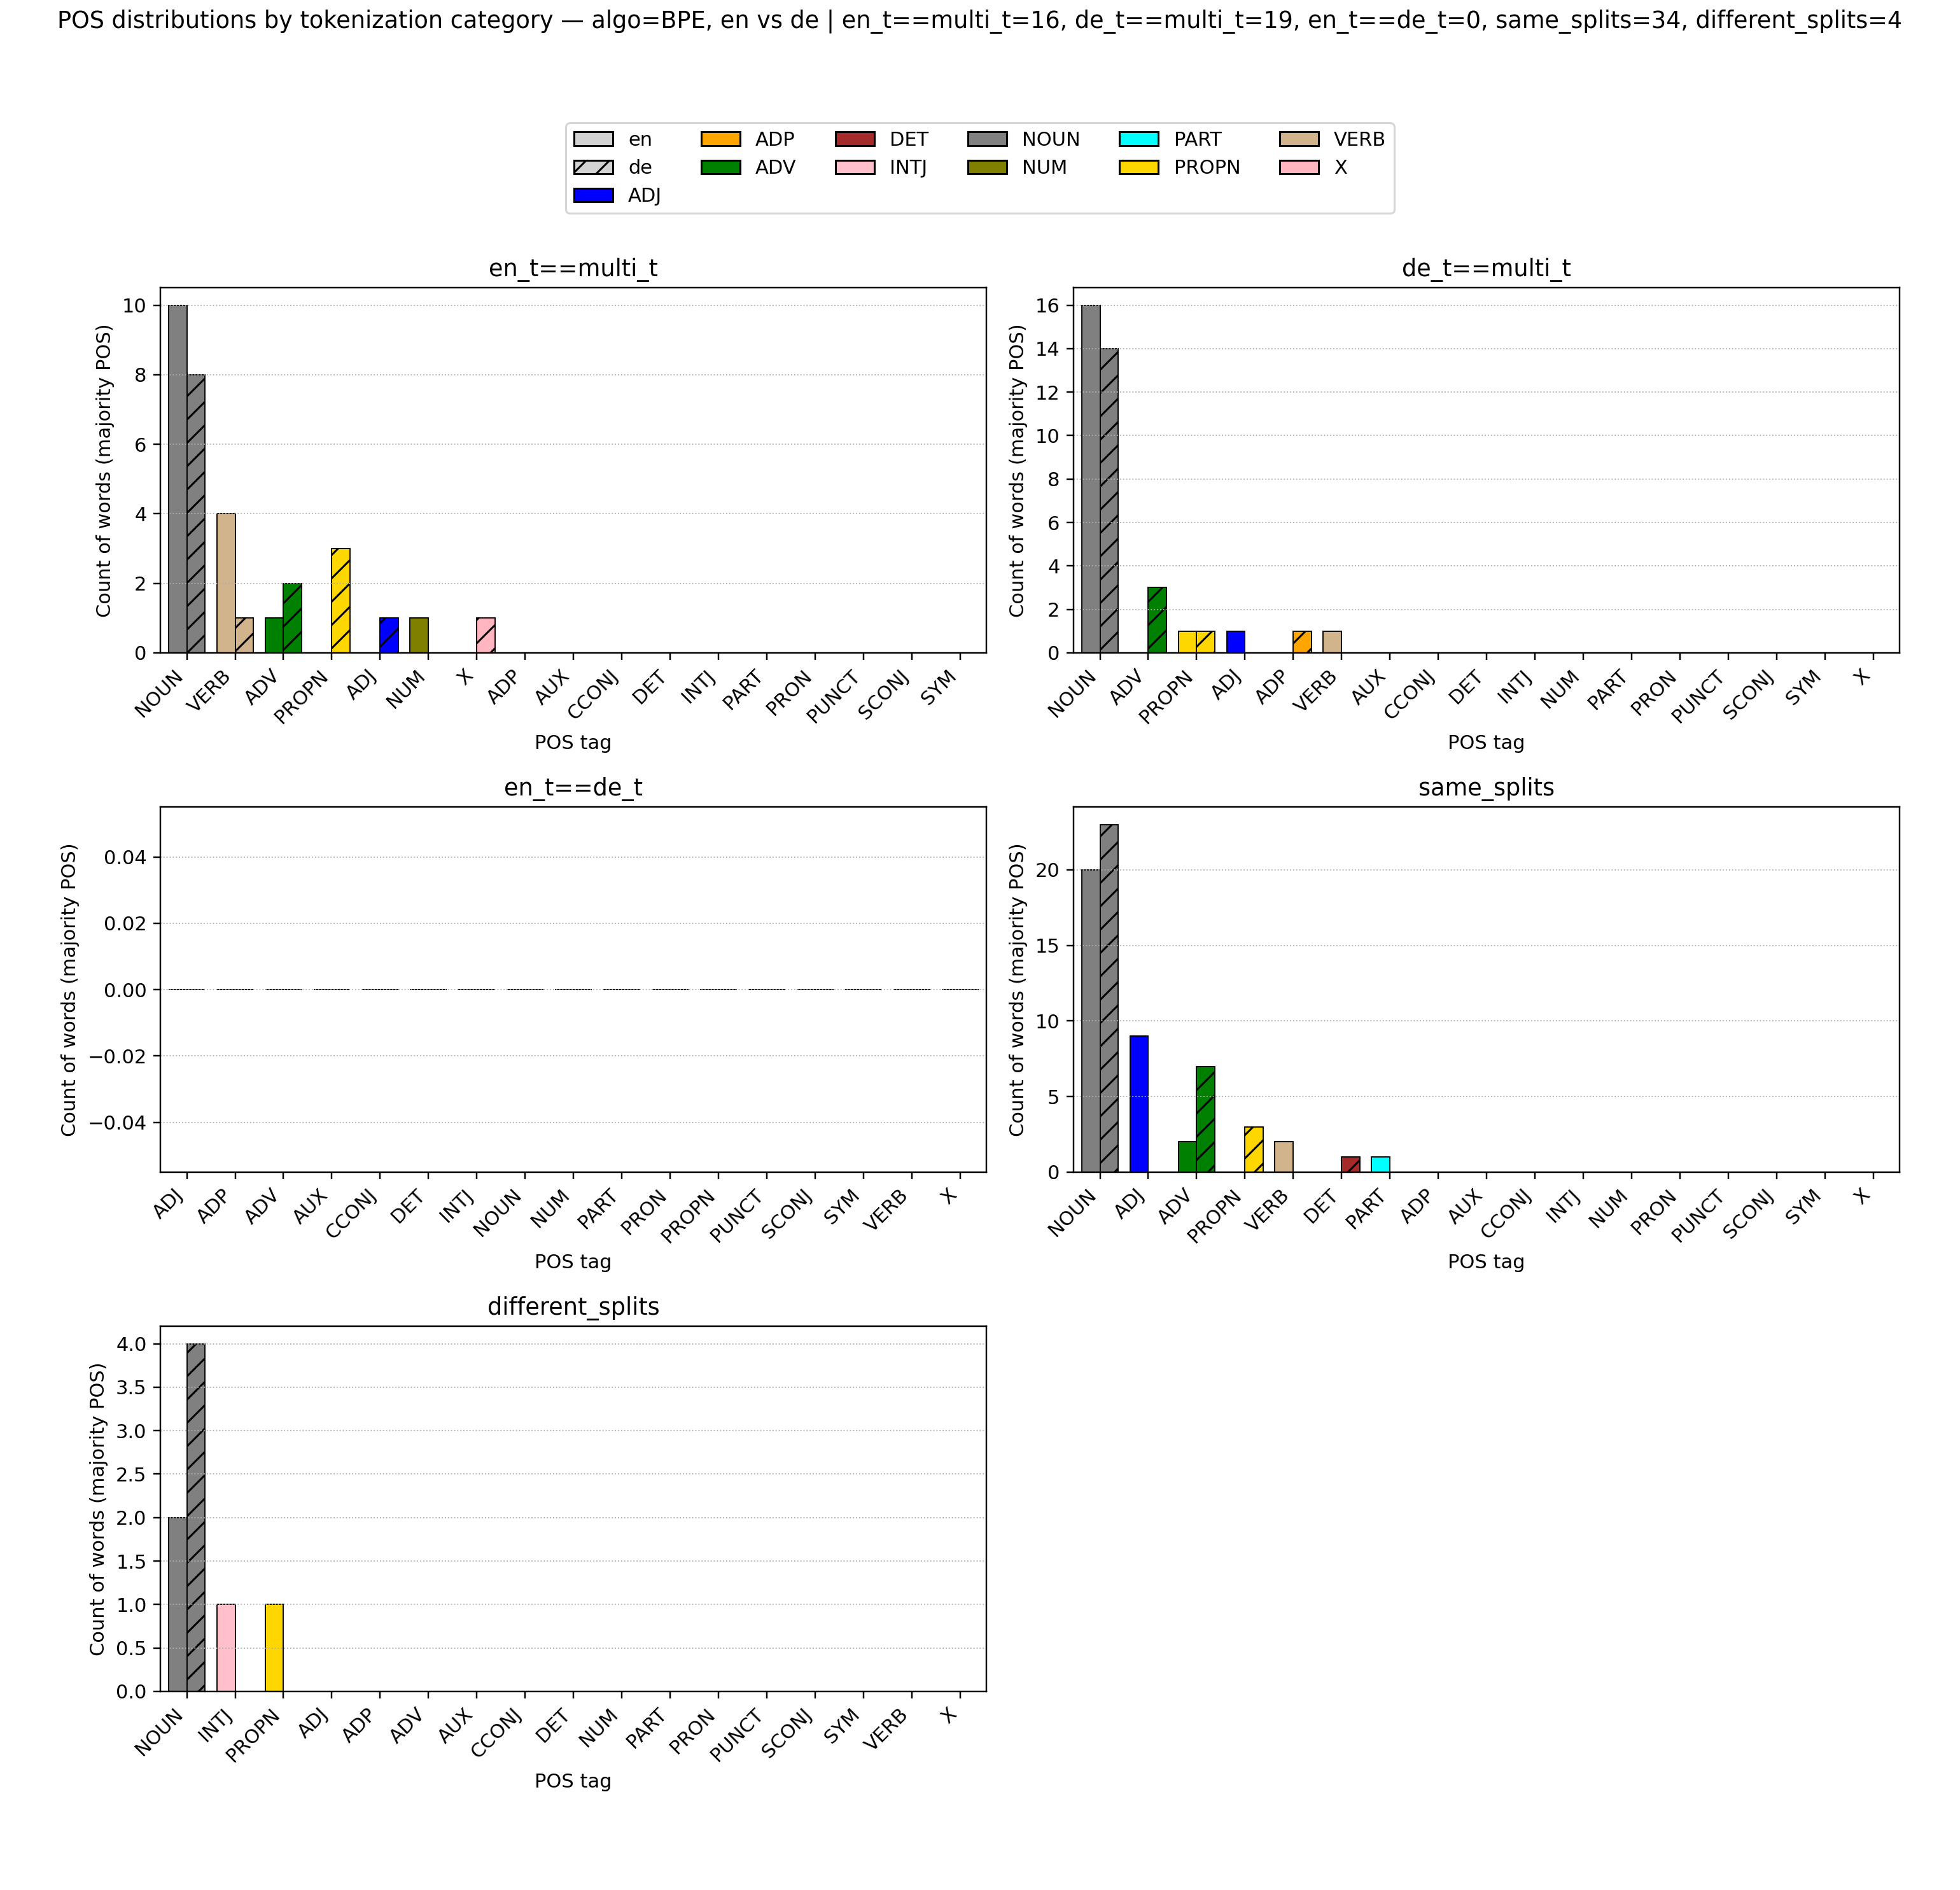 POS distributions by tokenization category — algo=BPE, en vs de | en_t==multi_t=16, de_t==multi_t=19, en_t==de_t=0, same_splits=34, different_splits=4
en ADP DET NOUN PART VERB
de ADV INTJ NUM PROPN X
ADJ
en_t==multi_t
Count of words (majority POS)
10
8
6
4
2
0
NOUN VERB ADV PROPN ADJ NUM X ADP AUX CCONJ DET INTJ PART PRON PUNCT SCONJ SYM
POS tag
de_t==multi_t
Count of words (majority POS)
16
14
12
10
8
6
4
2
0
NOUN ADV PROPN ADJ ADP VERB AUX CCONJ DET INTJ NUM PART PRON PUNCT SCONJ SYM X
POS tag
en_t==de_t
Count of words (majority POS)
0.04
0.02
0.00
−0.02
−0.04
ADJ ADP ADV AUX CCONJ DET INTJ NOUN NUM PART PRON PROPN PUNCT SCONJ SYM VERB X
POS tag
same_splits
Count of words (majority POS)
20
15
10
5
0
NOUN ADJ ADV PROPN VERB DET PART ADP AUX CCONJ INTJ NUM PRON PUNCT SCONJ SYM X
POS tag
different_splits
Count of words (majority POS)
4.0
3.5
3.0
2.5
2.0
1.5
1.0
0.5
0.0
NOUN INTJ PROPN ADJ ADP ADV AUX CCONJ DET NUM PART PRON PUNCT SCONJ SYM VERB X
POS tag